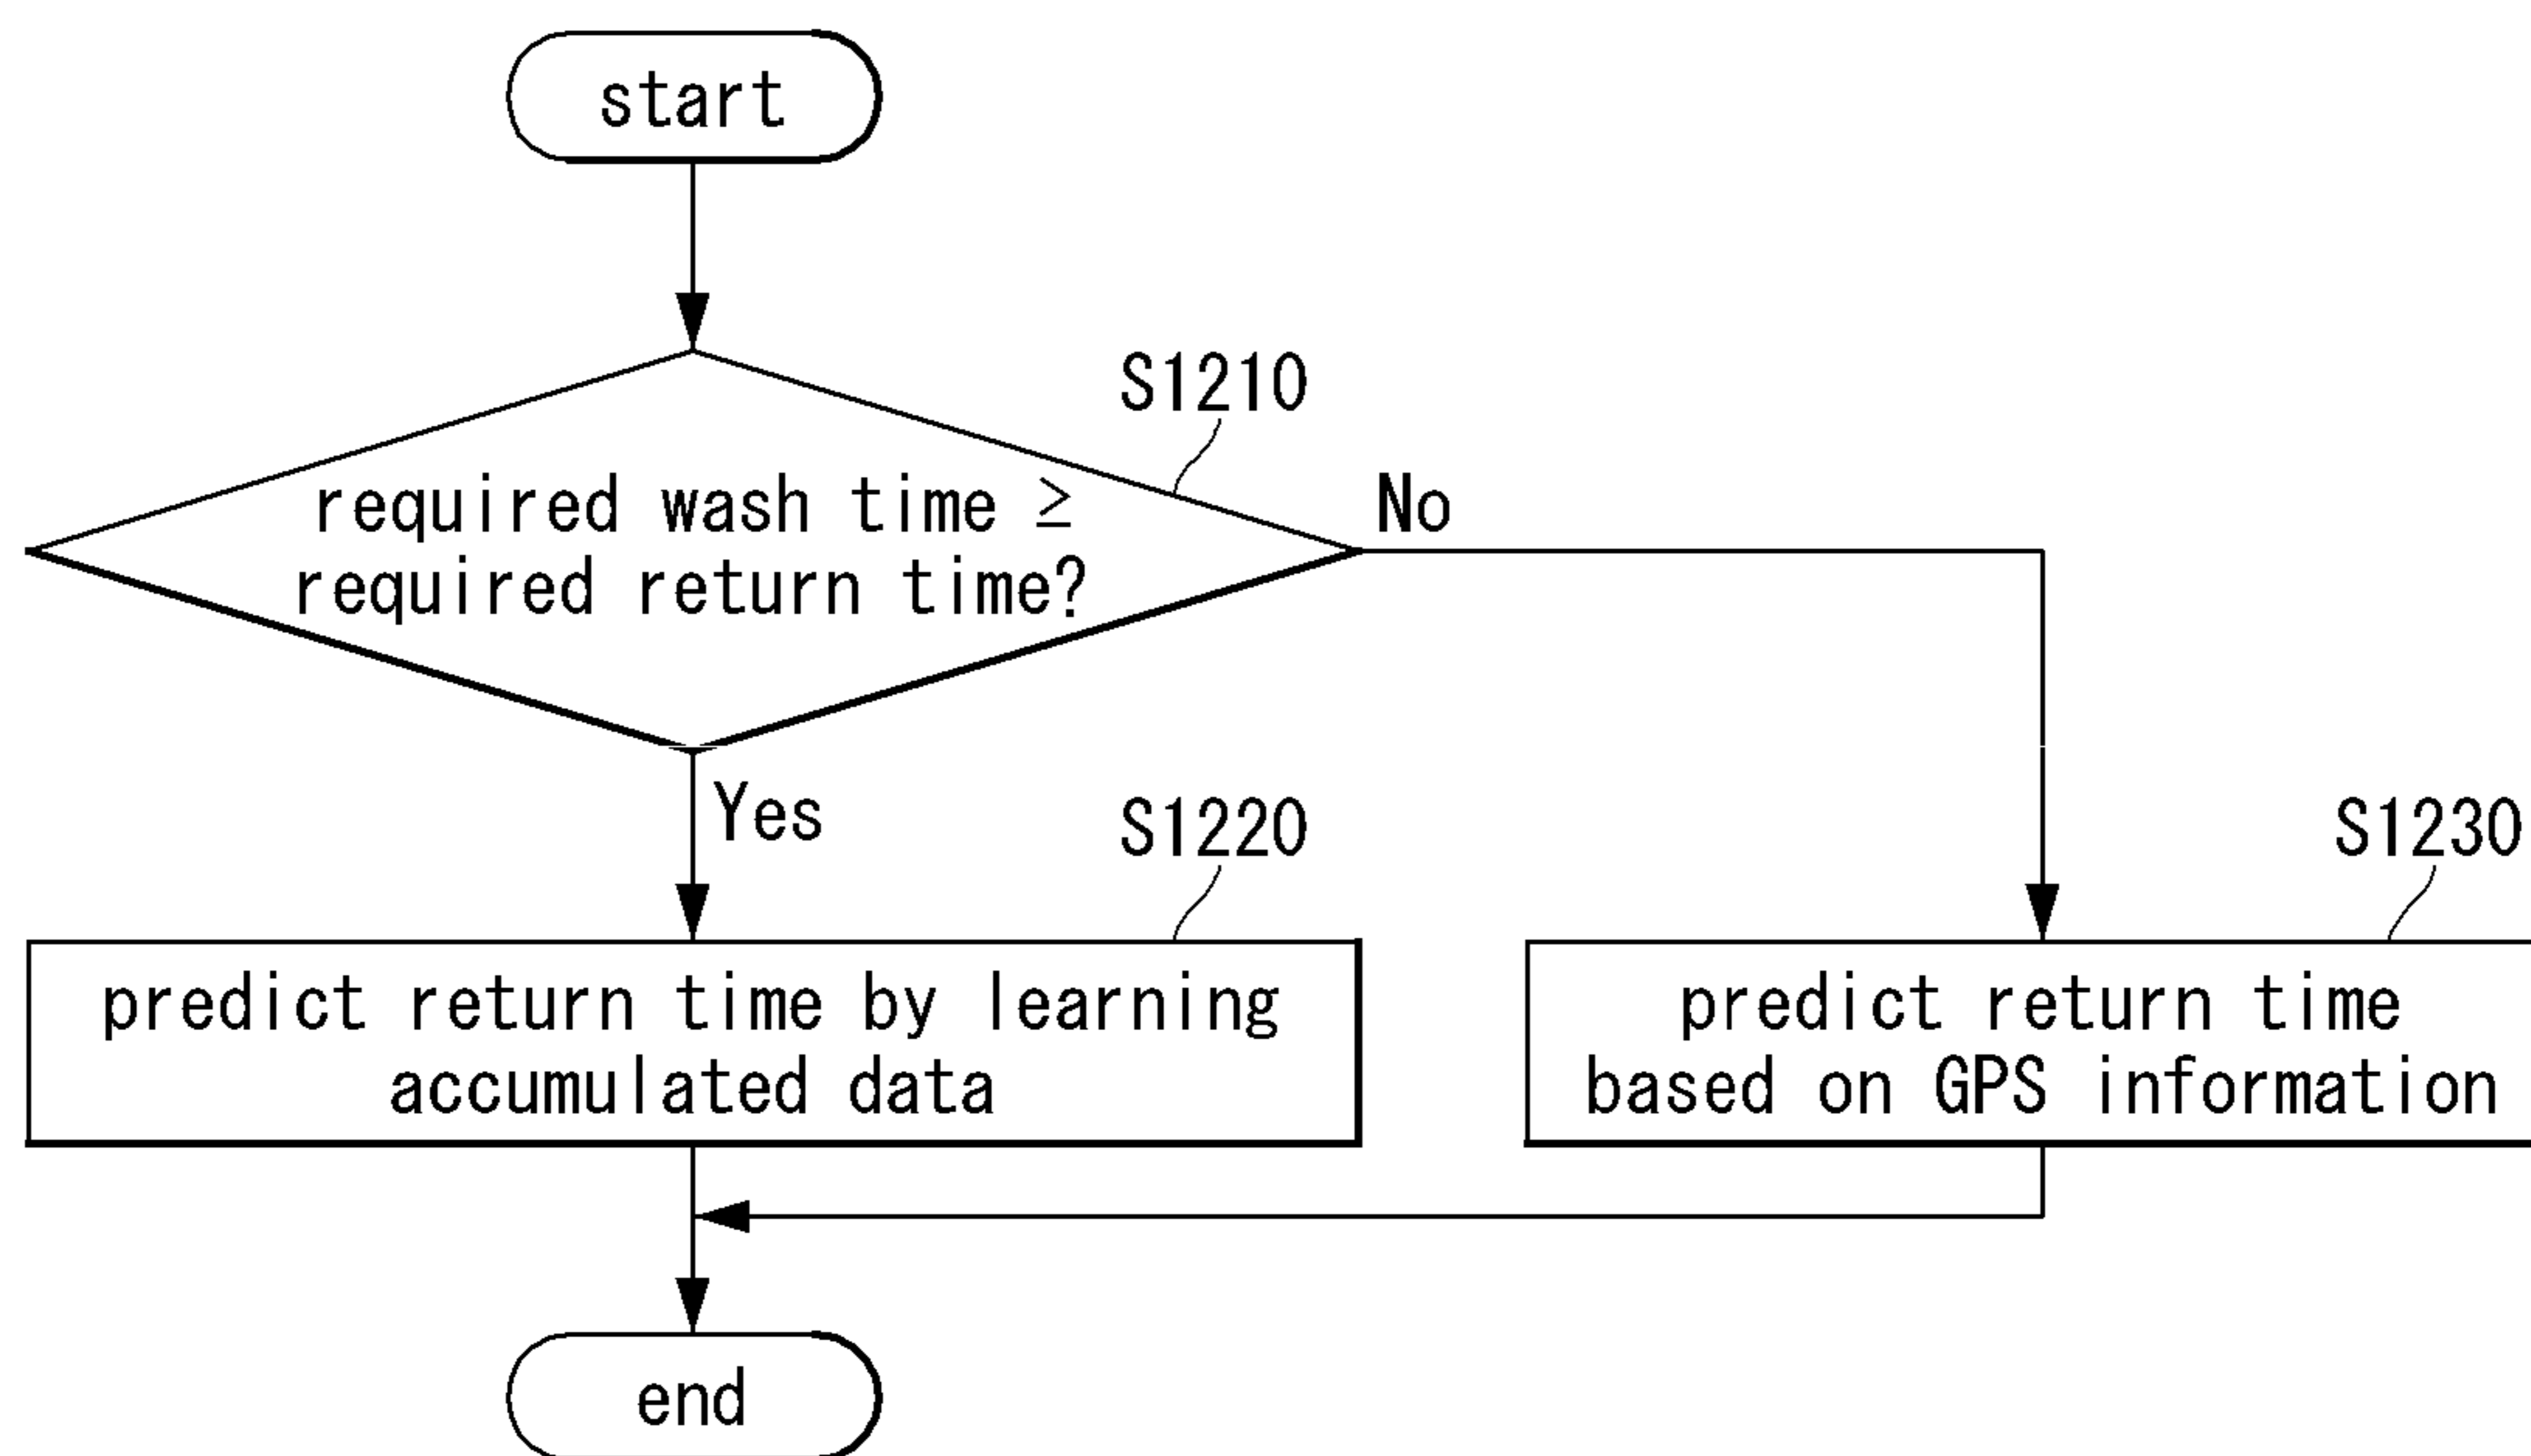 start
S1210
required wash time ≥
required return time?
No
Yes
S1220
S1230
predict return time by learning
accumulated data
predict return time
based on GPS information
end